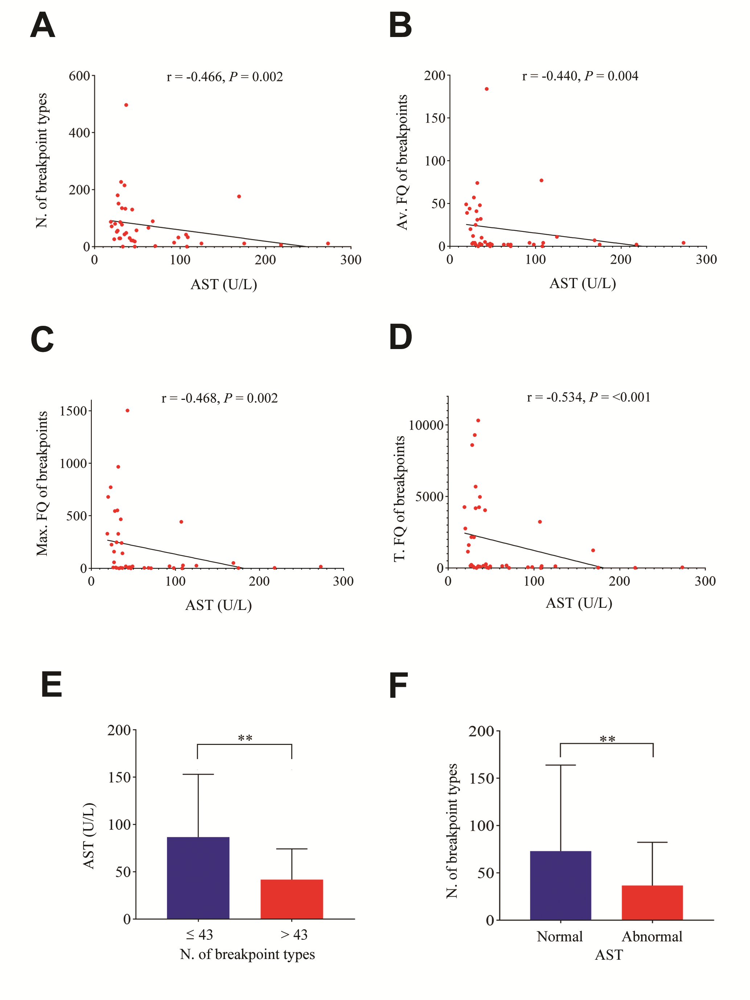 A
B
r = -0.466, P = 0.002
N. of breakpoint types
600
400
200
0
0 100 200 300
AST (U/L)
r = -0.440, P = 0.004
Av. FQ of breakpoints
200
150
100
50
0
0 100 200 300
AST (U/L)
C
D
r = -0.468, P = 0.002
Max. FQ of breakpoints
1500
1000
500
0
0 100 200 300
AST (U/L)
r = -0.534, P = <0.001
T. FQ of breakpoints
10000
5000
0
0 100 200 300
AST (U/L)
E
F
**
AST (U/L)
200
150
100
50
0
≤ 43 > 43
N. of breakpoint types
**
N. of breakpoint types
200
150
100
50
0
Normal Abnormal
AST